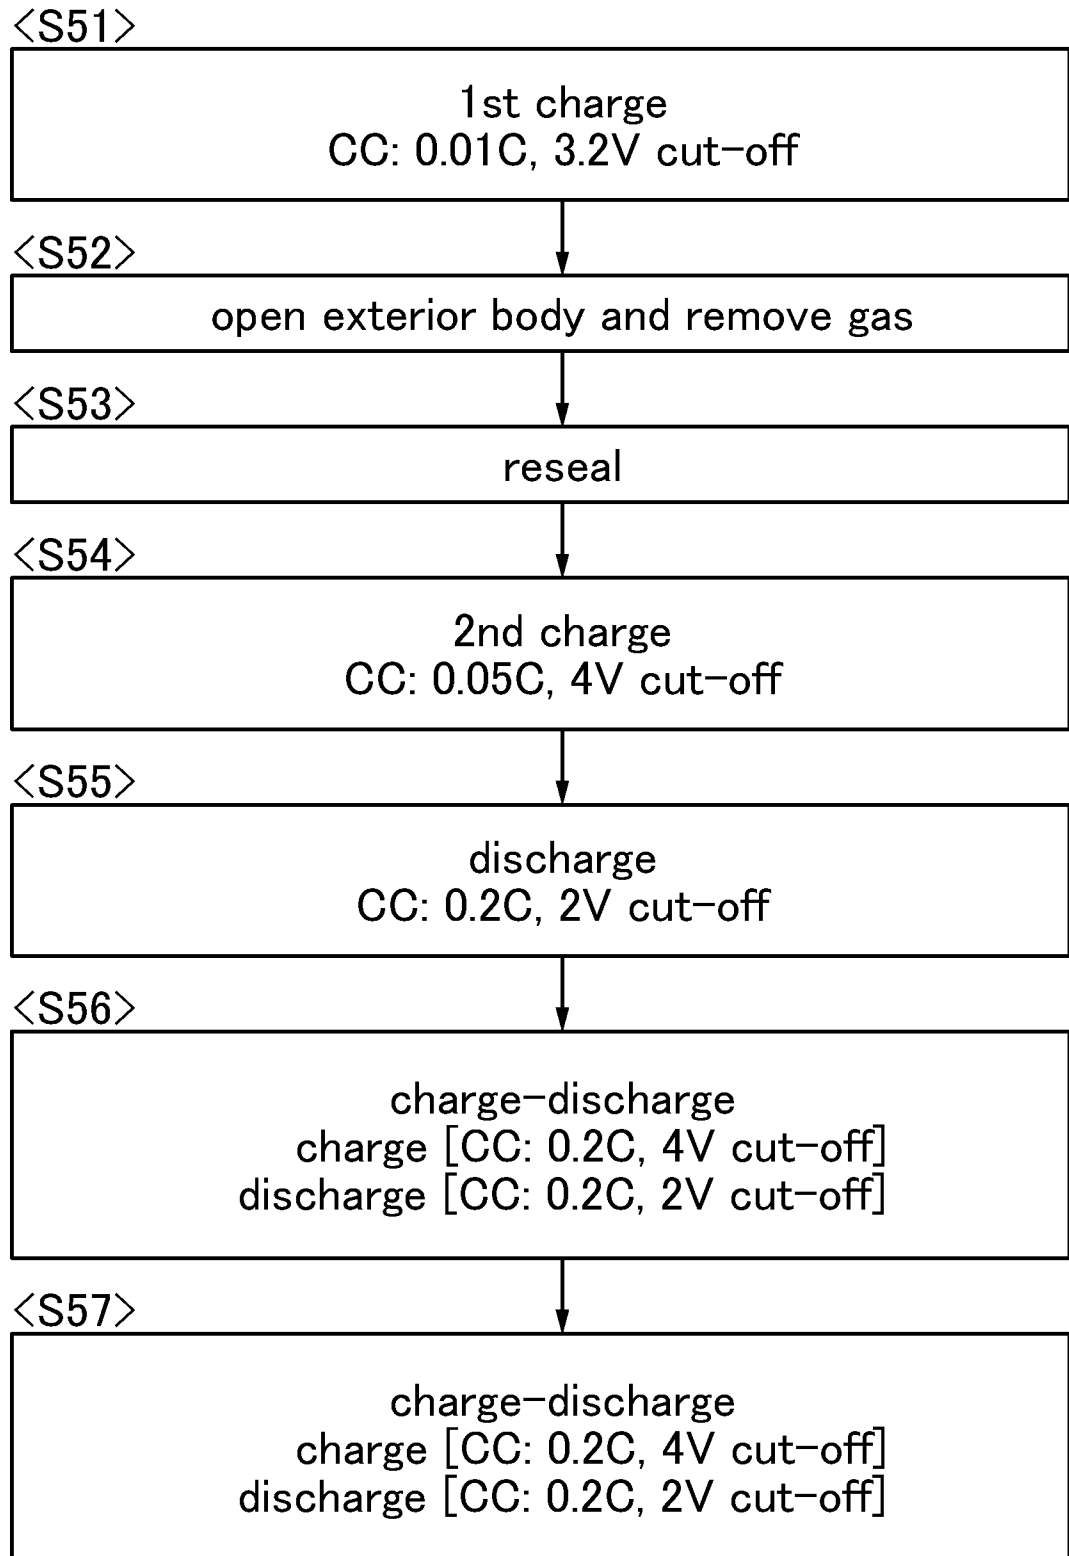 <S51>
1st charge
CC: 0.01C, 3.2V cut-off
<S52>
open exterior body and remove gas
<S53>
reseal
<S54>
2nd charge
CC: 0.05C, 4V cut-off
<S55>
discharge
CC: 0.2C, 2V cut-off
<S56>
charge-discharge
charge [CC: 0.2C, 4V cut-off]
discharge [CC: 0.2C, 2V cut-off]
<S57>
charge-discharge
charge [CC: 0.2C, 4V cut-off]
discharge [CC: 0.2C, 2V cut-off]